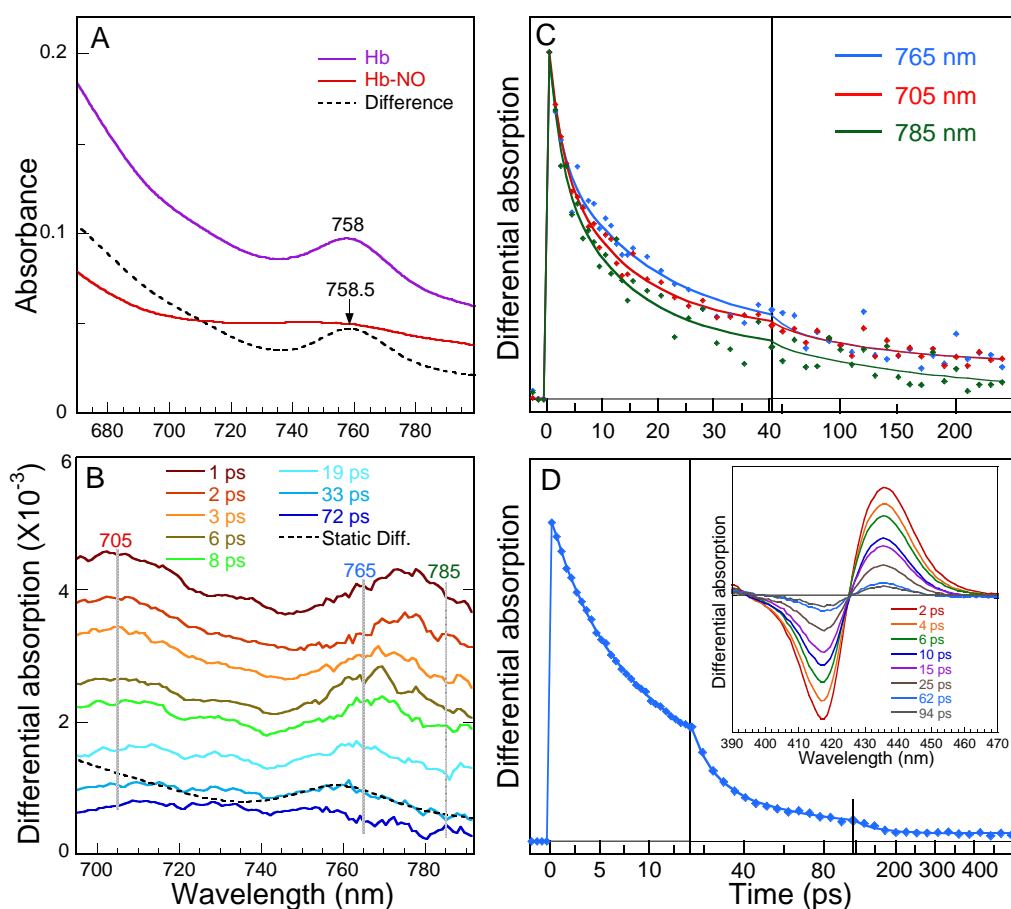 A
0.2
Hb
Hb-NO
Difference
758
0.1
758.5
0
Absorbance
680 700 720 740 760 780
B
6
1 ps
2 ps
3 ps
6 ps
8 ps
19 ps
33 ps
72 ps
Static Diff.
705
765
785
4
2
0
Differential absorption (X10⁻³)
700 720 740 760 780
Wavelength (nm)
C
765 nm
705 nm
785 nm
Differential absorption
0 10 20 30 40 100 150 200
D
Differential absorption
0 5 10 40 80 200 300 400
Time (ps)
Differential absorption
2 ps
4 ps
6 ps
10 ps
15 ps
25 ps
62 ps
94 ps
390 400 410 420 430 440 450 460 470
Wavelength (nm)